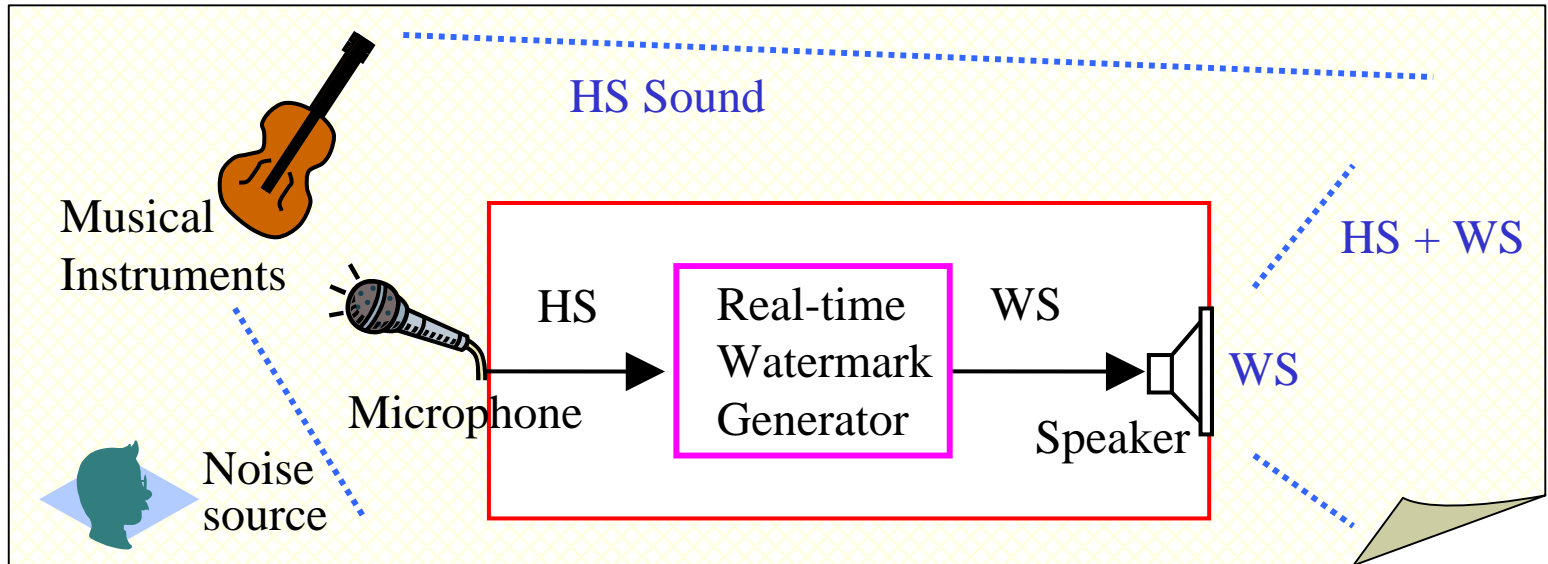 HS Sound
Musical
Instruments
HS + WS
HS
Real-time
Watermark
Generator
WS
WS
Microphone
Speaker
Noise
source